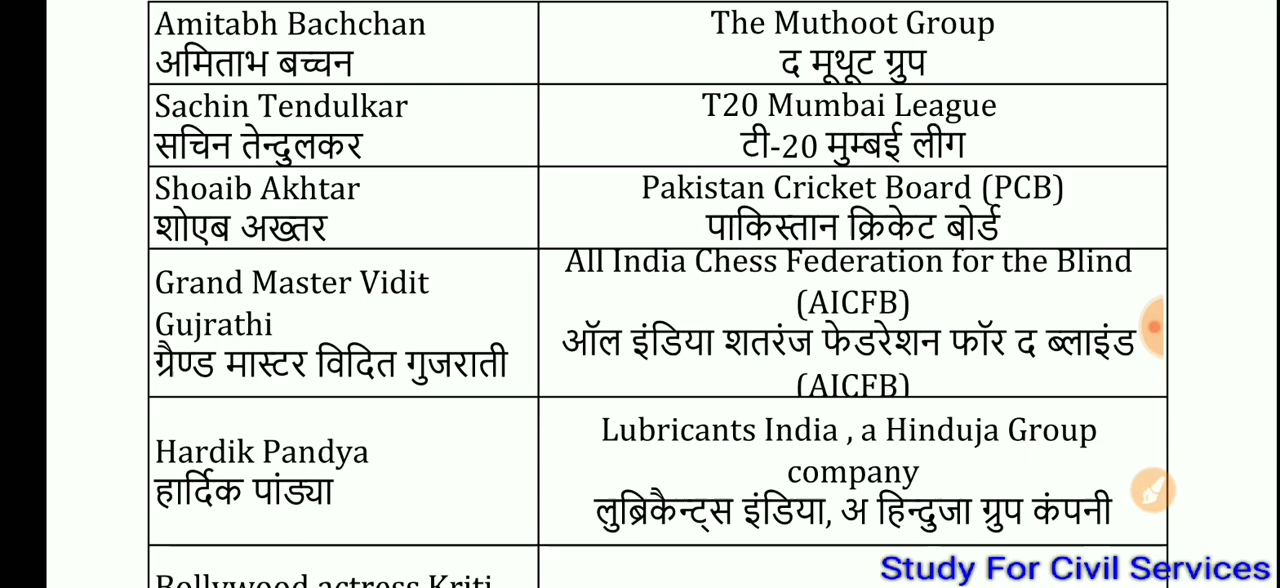 Amitabh Bachchan
अमिताभ बच्चन
The Muthoot Group
द मूथूट ग्रुप
Sachin Tendulkar
सचिन तेन्दुलकर
T20 Mumbai League
टी-20 मुम्बई लीग
Shoaib Akhtar
शोएब अख्तर
Pakistan Cricket Board (PCB)
पाकिस्तान क्रिकेट बोर्ड
Grand Master Vidit
Gujrathi
ग्रैण्ड मास्टर विदित गुजराती
All India Chess Federation for the Blind
(AICFB)
ऑल इंडिया शतरंज फेडरेशन फॉर द ब्लाइंड
(AICFB)
Hardik Pandya
हार्दिक पांड्या
Lubricants India , a Hinduja Group
company
लुब्रिकैन्ट्स इंडिया, अ हिन्दुजा ग्रुप कंपनी
Bollywood actress Kriti
Study For Civil Services